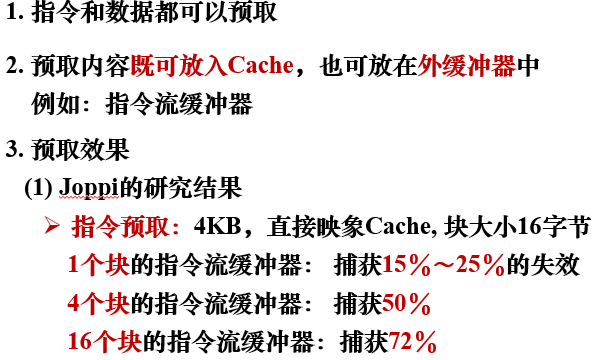 1. 指令和数据都可以预取
2. 预取内容既可放入Cache，也可放在外缓冲器中
例如：指令流缓冲器
3. 预取效果
(1) Joppi的研究结果
➢ 指令预取：4KB，直接映象Cache, 块大小16字节
1个块的指令流缓冲器： 捕获15％～25％的失效
4个块的指令流缓冲器： 捕获50％
16个块的指令流缓冲器：捕获72％